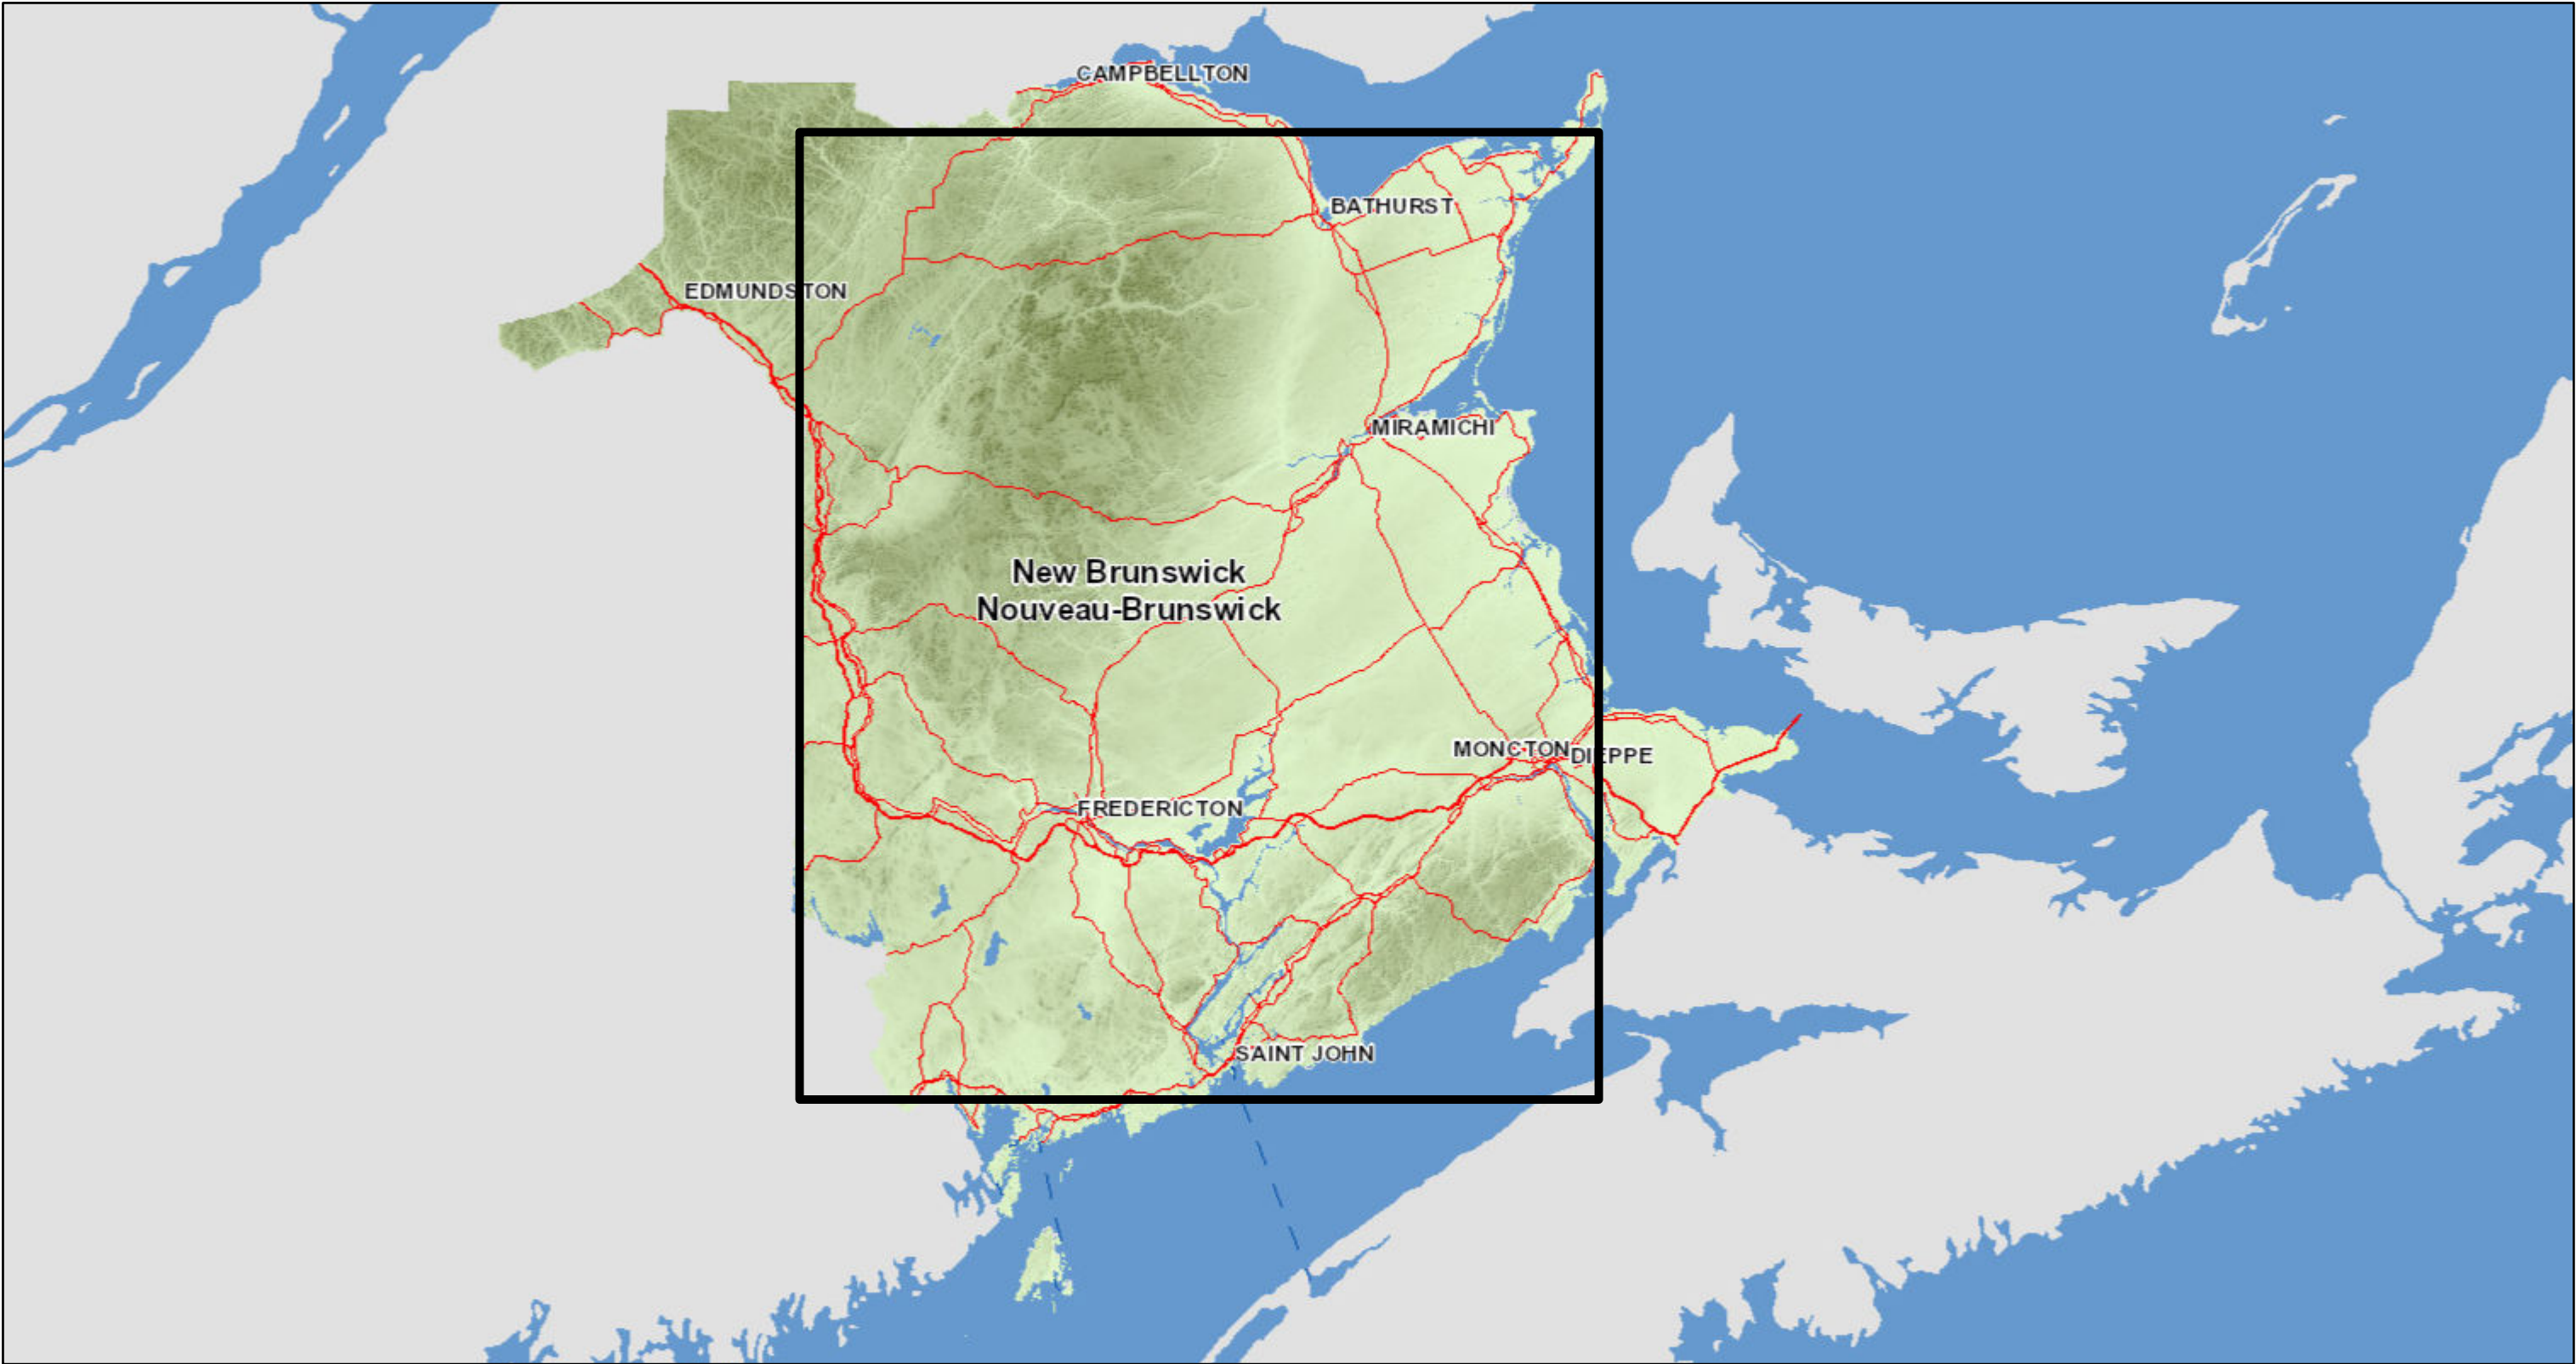 CAMPBELLTON
BATHURST
EDMUNDSTON
MIRAMICHI
New Brunswick
Nouveau-Brunswick
MONCTON
DIEPPE
FREDERICTON
SAINT JOHN